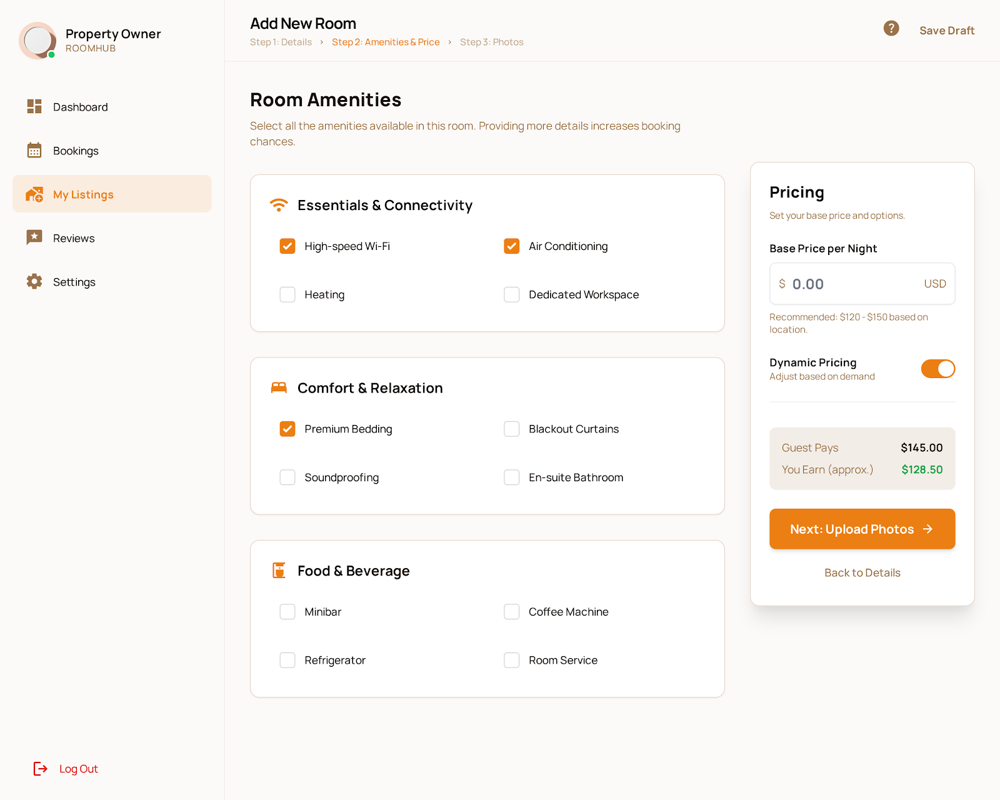 Property Owner
ROOMHUB
Dashboard
Bookings
My Listings
Reviews
Settings
Log Out
Add New Room
Step 1: Details › Step 2: Amenities & Price › Step 3: Photos
? Save Draft
Room Amenities
Select all the amenities available in this room. Providing more details increases booking
chances.
Essentials & Connectivity
High-speed Wi-Fi
Air Conditioning
Heating
Dedicated Workspace
Comfort & Relaxation
Premium Bedding
Blackout Curtains
Soundproofing
En-suite Bathroom
Food & Beverage
Minibar
Coffee Machine
Refrigerator
Room Service
Pricing
Set your base price and options.
Base Price per Night
$ 0.00 USD
Recommended: $120 - $150 based on
location.
Dynamic Pricing
Adjust based on demand
Guest Pays $145.00
You Earn (approx.) $128.50
Next: Upload Photos →
Back to Details